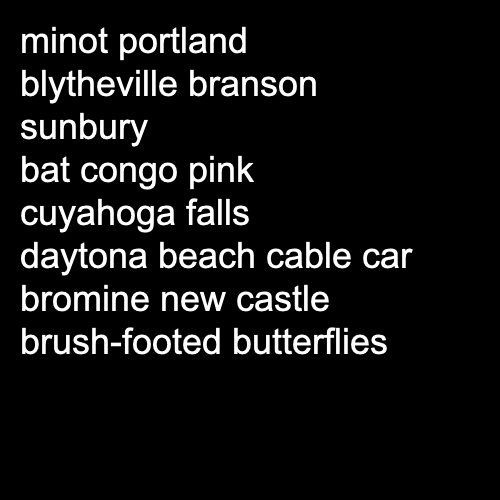 minot portland
blytheville branson
sunbury
bat congo pink
cuyahoga falls
daytona beach cable car
bromine new castle
brush-footed butterflies